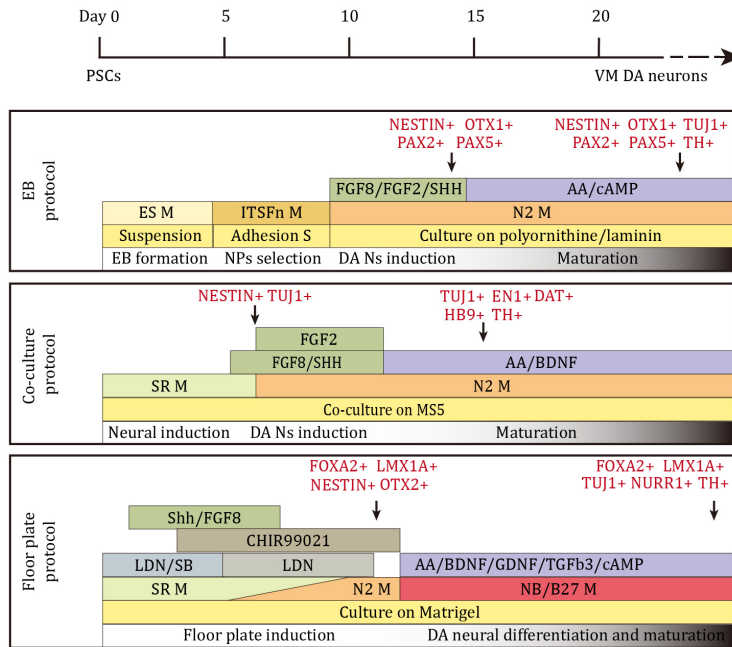 Day 0 5 10 15 20
PSCs VM DA neurons
EB protocol
NESTIN+ OTX1+
PAX2+ PAX5+
NESTIN+ OTX1+ TUJ1+
PAX2+ PAX5+ TH+
FGF8/FGF2/SHH AA/cAMP
ES M ITSFn M N2 M
Suspension Adhesion S Culture on polyornithine/laminin
EB formation NPs selection DA Ns induction Maturation
Co-culture protocol
NESTIN+ TUJ1+
TUJ1+ EN1+ DAT+
HB9+ TH+
FGF2
FGF8/SHH AA/BDNF
SR M N2 M
Co-culture on MS5
Neural induction DA Ns induction Maturation
Floor plate protocol
FOXA2+ LMX1A+
NESTIN+ OTX2+
FOXA2+ LMX1A+
TUJ1+ NURR1+ TH+
Shh/FGF8
CHIR99021
LDN/SB LDN AA/BDNF/GDNF/TGFb3/cAMP
SR M N2 M NB/B27 M
Culture on Matrigel
Floor plate induction DA neural differentiation and maturation